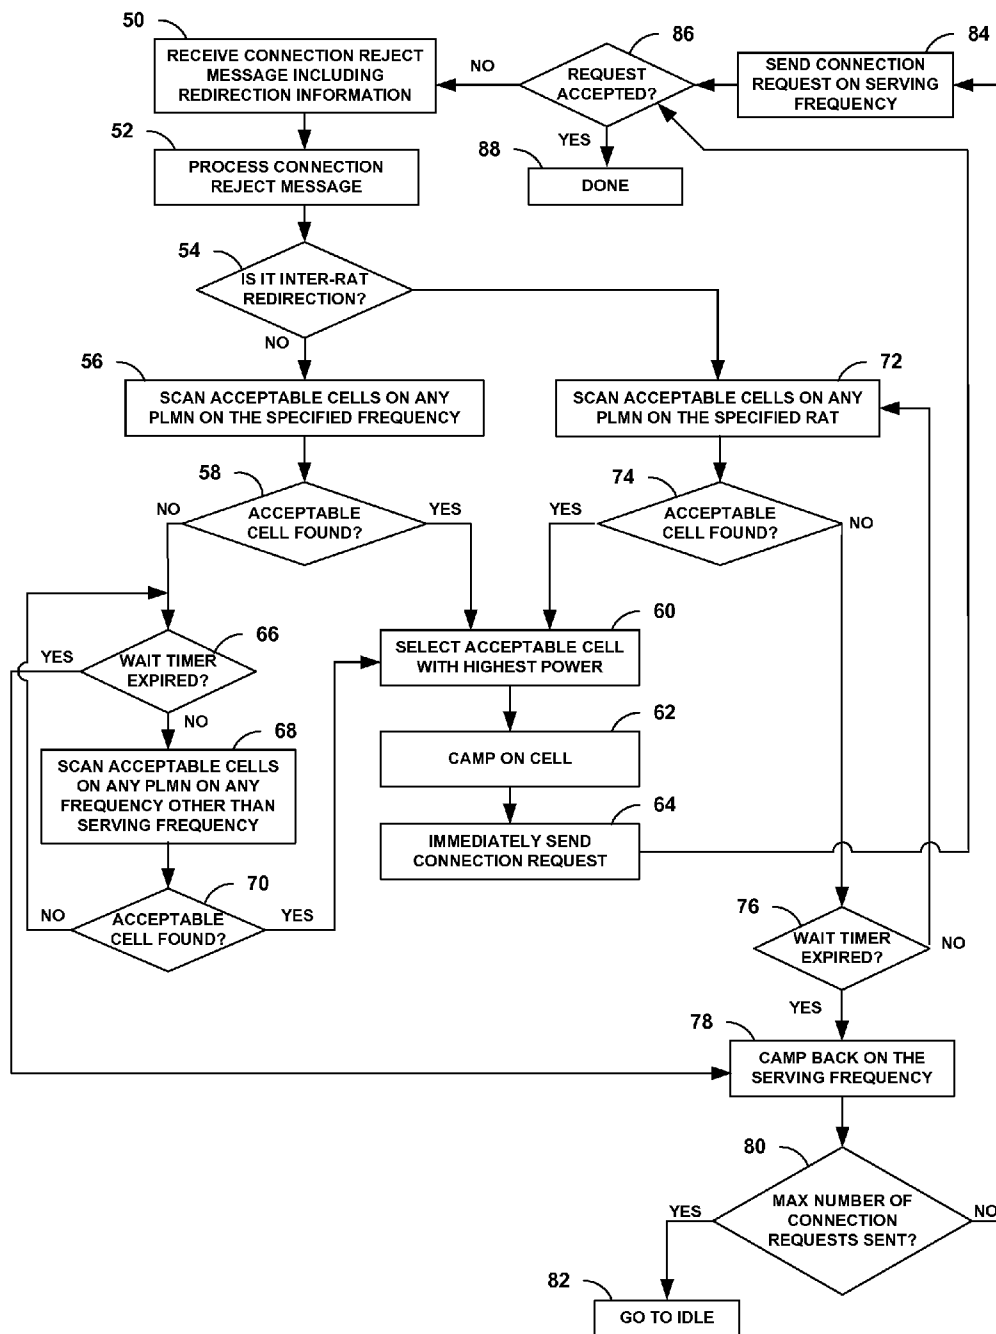 50
RECEIVE CONNECTION REJECT
MESSAGE INCLUDING
REDIRECTION INFORMATION
NO
86
REQUEST
ACCEPTED?
84
SEND CONNECTION
REQUEST ON SERVING
FREQUENCY
YES
88
DONE
52
PROCESS CONNECTION
REJECT MESSAGE
54
IS IT INTER-RAT
REDIRECTION?
NO
56
SCAN ACCEPTABLE CELLS ON ANY
PLMN ON THE SPECIFIED FREQUENCY
72
SCAN ACCEPTABLE CELLS ON ANY
PLMN ON THE SPECIFIED RAT
58
NO
ACCEPTABLE
CELL FOUND?
YES
74
YES
ACCEPTABLE
CELL FOUND?
NO
66
YES
WAIT TIMER
EXPIRED?
NO
60
SELECT ACCEPTABLE CELL
WITH HIGHEST POWER
68
SCAN ACCEPTABLE CELLS
ON ANY PLMN ON ANY
FREQUENCY OTHER THAN
SERVING FREQUENCY
62
CAMP ON CELL
64
IMMEDIATELY SEND
CONNECTION REQUEST
70
NO
ACCEPTABLE
CELL FOUND?
YES
76
WAIT TIMER
EXPIRED?
NO
YES
78
CAMP BACK ON THE
SERVING FREQUENCY
80
YES
MAX NUMBER OF
CONNECTION
REQUESTS SENT?
NO
82
GO TO IDLE